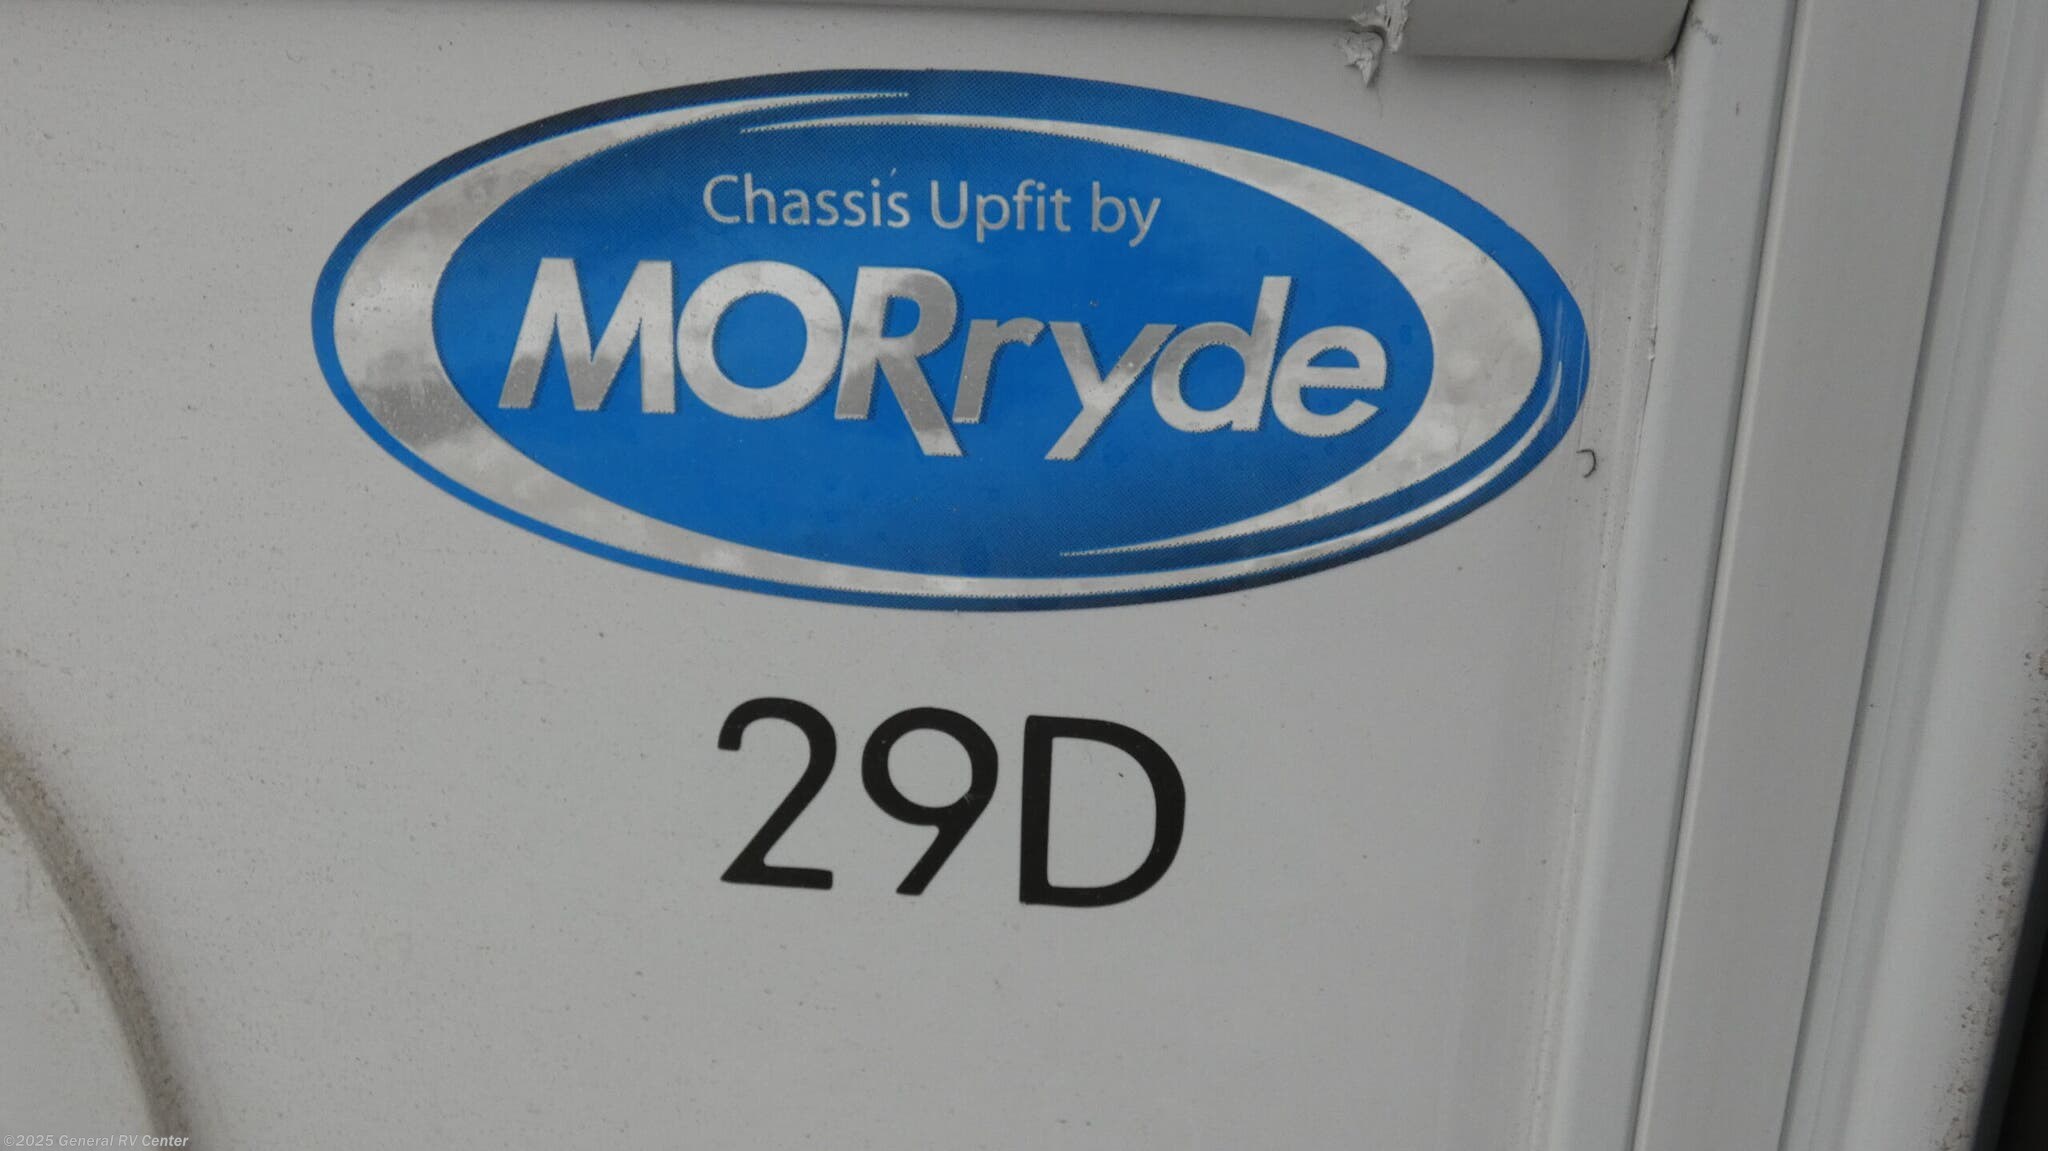 Chassis Upfit by
MORryde
29D
©2025 General RV Center